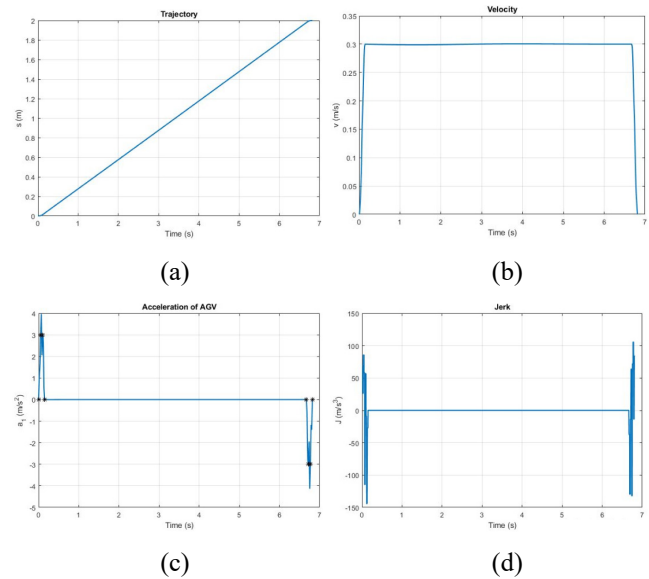 Trajectory
2
1.8
1.6
1.4
1.2
1
0.8
0.6
0.4
0.2
0
s (m)
0 1 2 3 4 5 6 7
Time (s)
(a)
Velocity
0.35
0.3
0.25
0.2
0.15
0.1
0.05
0
v (m/s)
0 1 2 3 4 5 6 7
Time (s)
(b)
Acceleration of AGV
4
3
2
1
0
-1
-2
-3
-4
-5
a₁ (m/s²)
0 1 2 3 4 5 6 7
Time (s)
(c)
Jerk
150
100
50
0
-50
-100
-150
J (m/s³)
0 1 2 3 4 5 6 7
Time (s)
(d)